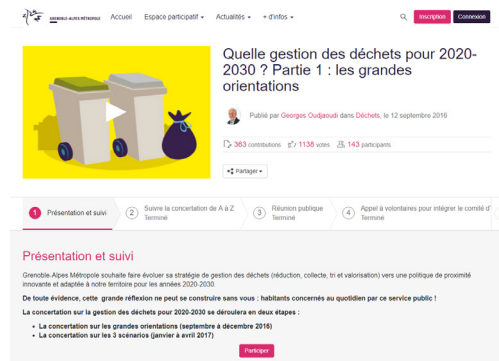 GRENOBLE-ALPES MÉTROPOLE Accueil Espace participatif Actualités + d'infos Inscription Connexion
Quelle gestion des déchets pour 2020-
2030 ? Partie 1 : les grandes
orientations
Publié par Georges Oudjaoudi dans Déchets, le 12 septembre 2016
363 contributions 1138 votes 143 participants
Partager
1 Présentation et suivi 2 Suivre la concertation de A à Z Terminé 3 Réunion publique Terminé 4 Appel à volontaires pour intégrer le comité d' Terminé
Présentation et suivi
Grenoble-Alpes Métropole souhaite faire évoluer sa stratégie de gestion des déchets (réduction, collecte, tri et valorisation) vers une politique de proximité
innovante et adaptée à notre territoire pour les années 2020-2030.
De toute évidence, cette grande réflexion ne peut se construire sans vous : habitants concernés au quotidien par ce service public !
La concertation sur la gestion des déchets pour 2020-2030 se déroulera en deux étapes :
• La concertation sur les grandes orientations (septembre à décembre 2016)
• La concertation sur les 3 scénarios (janvier à avril 2017)
Participer